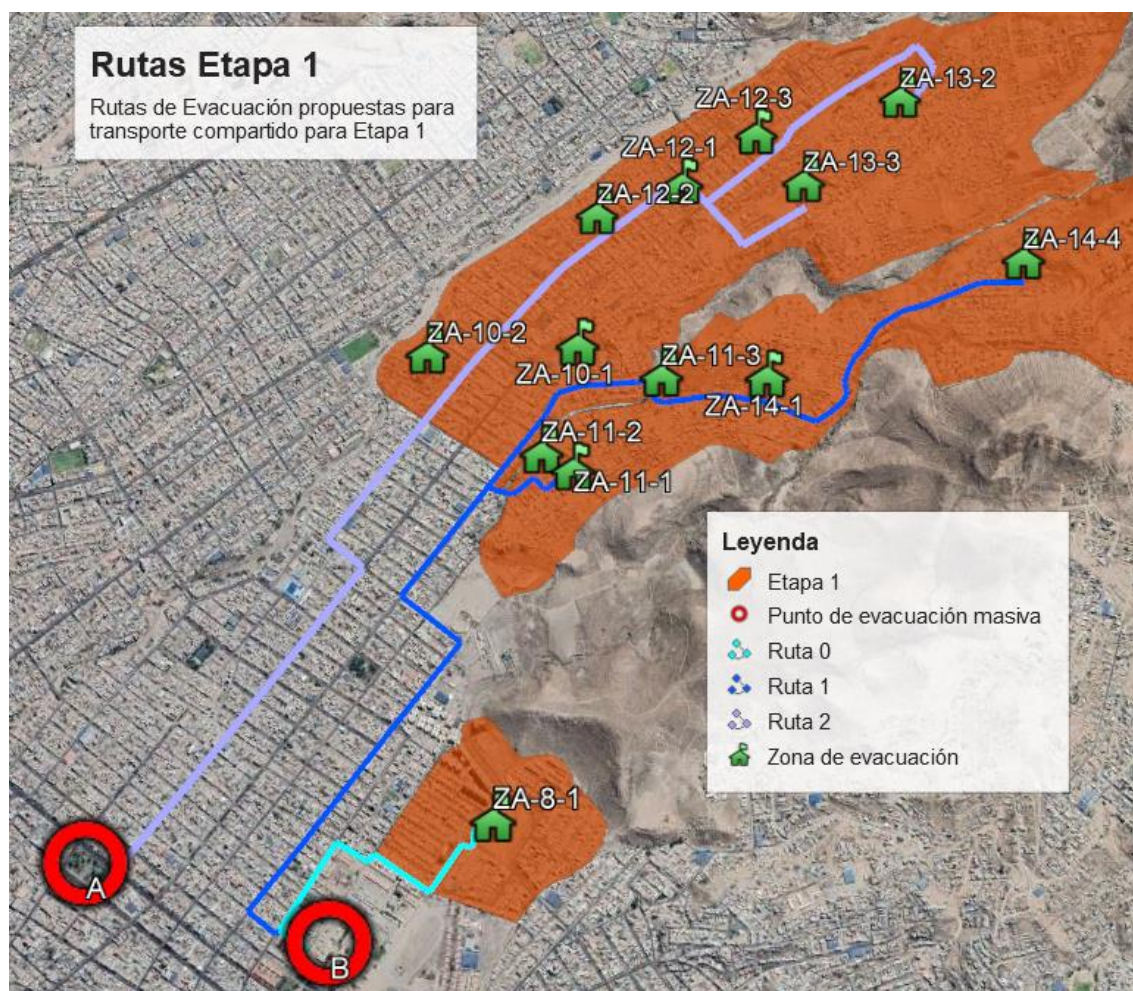 Rutas Etapa 1
Rutas de Evacuación propuestas para
transporte compartido para Etapa 1
ZA-13-2
ZA-12-3
ZA-12-1
ZA-13-3
ZA-12-2
ZA-14-4
ZA-10-2
ZA-11-3
ZA-10-1
ZA-14-1
ZA-11-2
ZA-11-1
Leyenda
Etapa 1
Punto de evacuación masiva
Ruta 0
Ruta 1
Ruta 2
Zona de evacuación
ZA-8-1
A
B